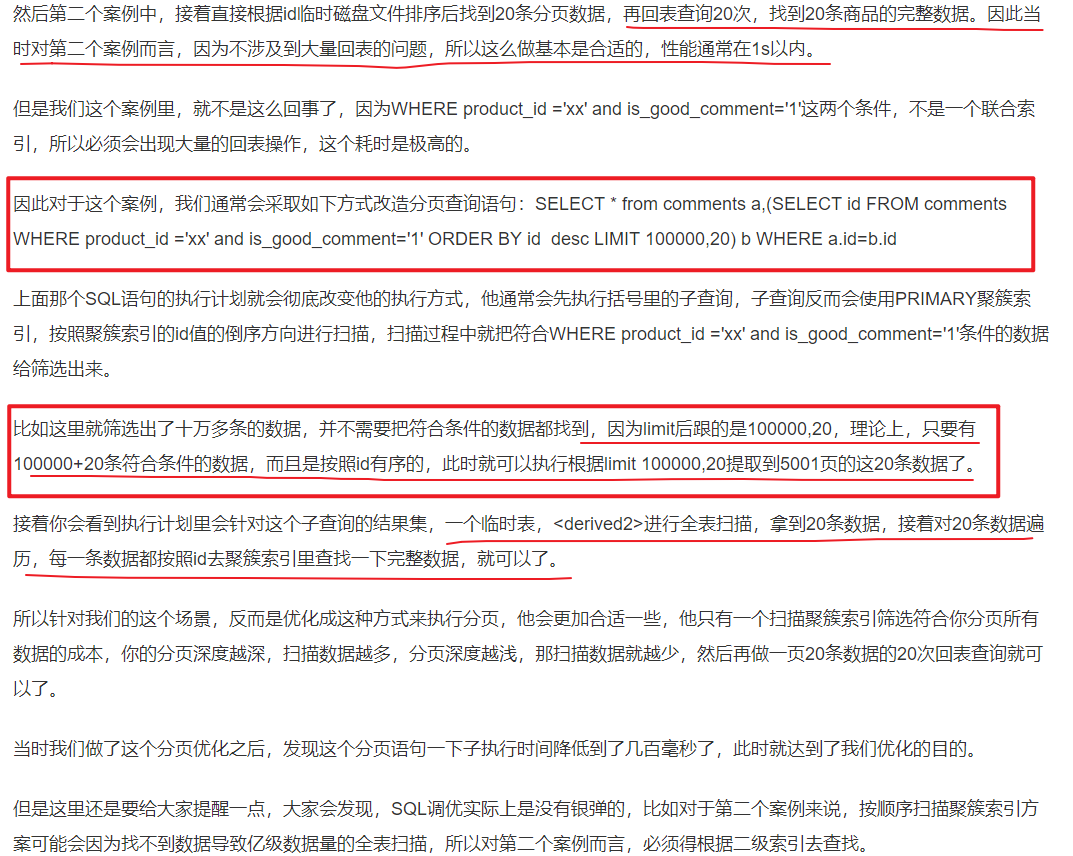 然后第二个案例中，接着直接根据id临时磁盘文件排序后找到20条分页数据，再回表查询20次，找到20条商品的完整数据。因此当
时对第二个案例而言，因为不涉及到大量回表的问题，所以这么做基本是合适的，性能通常在1s以内。
但是我们这个案例里，就不是这么回事了，因为WHERE product_id ='xx' and is_good_comment='1'这两个条件，不是一个联合索
引，所以必须会出现大量的回表操作，这个耗时是极高的。
因此对于这个案例，我们通常会采取如下方式改造分页查询语句：SELECT * from comments a,(SELECT id FROM comments
WHERE product_id ='xx' and is_good_comment='1' ORDER BY id  desc LIMIT 100000,20) b WHERE a.id=b.id
上面那个SQL语句的执行计划就会彻底改变他的执行方式，他通常会先执行括号里的子查询，子查询反而会使用PRIMARY聚簇索
引，按照聚簇索引的id值的倒序方向进行扫描，扫描过程中就把符合WHERE product_id ='xx' and is_good_comment='1'条件的数据
给筛选出来。
比如这里就筛选出了十万多条的数据，并不需要把符合条件的数据都找到，因为limit后跟的是100000,20，理论上，只要有
100000+20条符合条件的数据，而且是按照id有序的，此时就可以执行根据limit 100000,20提取到5001页的这20条数据了。
接着你会看到执行计划里会针对这个子查询的结果集，一个临时表，<derived2>进行全表扫描，拿到20条数据，接着对20条数据遍
历，每一条数据都按照id去聚簇索引里查找一下完整数据，就可以了。
所以针对我们的这个场景，反而是优化成这种方式来执行分页，他会更加合适一些，他只有一个扫描聚簇索引筛选符合你分页所有
数据的成本，你的分页深度越深，扫描数据越多，分页深度越浅，那扫描数据就越少，然后再做一页20条数据的20次回表查询就可
以了。
当时我们做了这个分页优化之后，发现这个分页语句一下子执行时间降低到了几百毫秒了，此时就达到了我们优化的目的。
但是这里还是要给大家提醒一点，大家会发现，SQL调优实际上是没有银弹的，比如对于第二个案例来说，按顺序扫描聚簇索引方
案可能会因为找不到数据导致亿级数据量的全表扫描，所以对第二个案例而言，必须得根据二级索引去查找。